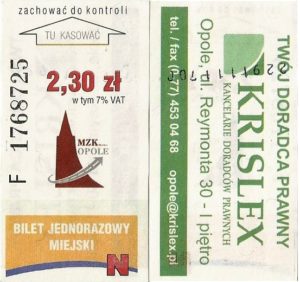 zachować do kontroli
TU KASOWAĆ
2,30 zł
w tym 7% VAT
F 1768725
MZK
OPOLE
BILET JEDNORAZOWY
MIEJSKI
N
TWÓJ DORADCA PRAWNY
KRISLEX
KANCELARIE DORADCÓW PRAWNYCH
Opole, ul. Reymonta 30 - I piętro
tel. / fax (077) 453 04 68
opole@krislex.pl